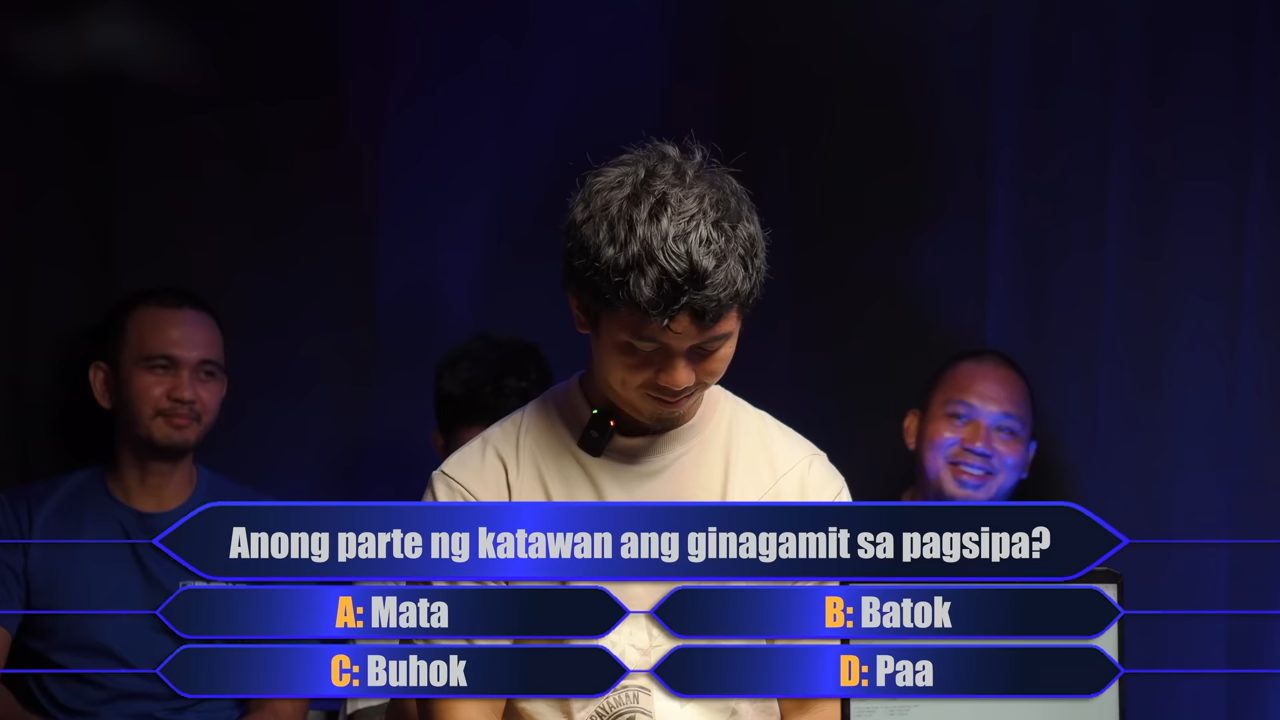 Anong parte ng katawan ang ginagamit sa pagsipa?
A: Mata
B: Batok
C: Buhok
D: Paa